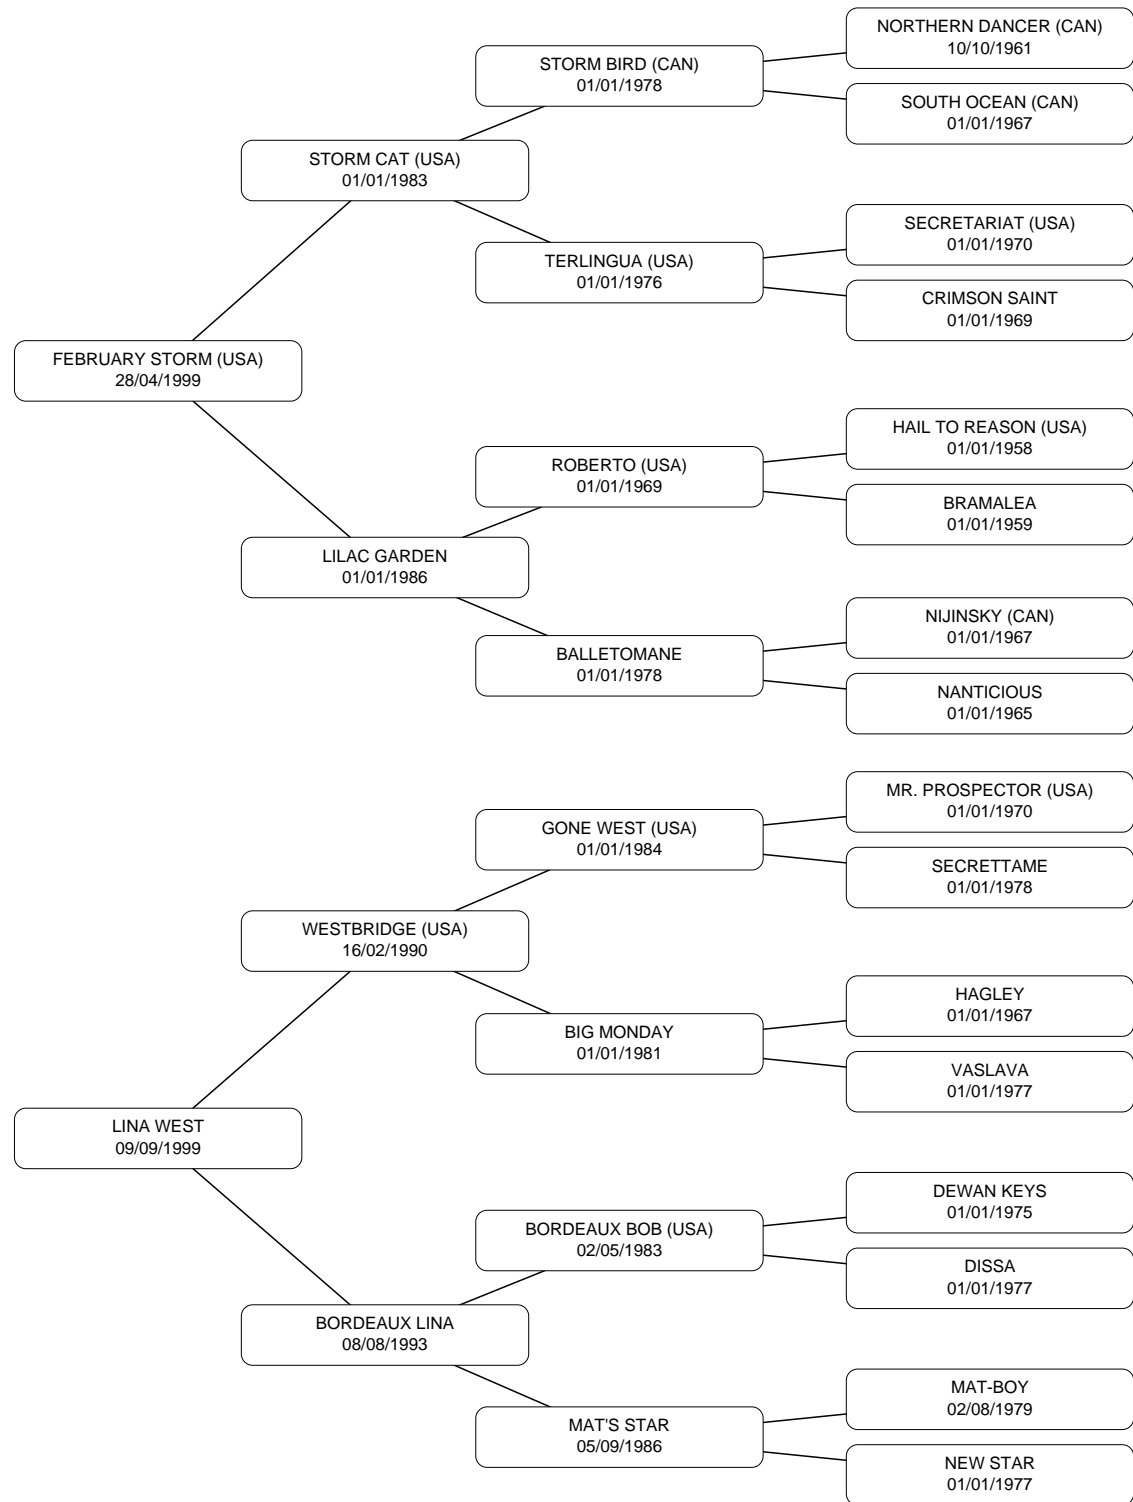 NORTHERN DANCER (CAN)
10/10/1961
STORM BIRD (CAN)
01/01/1978
SOUTH OCEAN (CAN)
01/01/1967
STORM CAT (USA)
01/01/1983
SECRETARIAT (USA)
01/01/1970
TERLINGUA (USA)
01/01/1976
CRIMSON SAINT
01/01/1969
FEBRUARY STORM (USA)
28/04/1999
HAIL TO REASON (USA)
01/01/1958
ROBERTO (USA)
01/01/1969
BRAMALEA
01/01/1959
LILAC GARDEN
01/01/1986
NIJINSKY (CAN)
01/01/1967
BALLETOMANE
01/01/1978
NANTICIOUS
01/01/1965
MR. PROSPECTOR (USA)
01/01/1970
GONE WEST (USA)
01/01/1984
SECRETTAME
01/01/1978
WESTBRIDGE (USA)
16/02/1990
HAGLEY
01/01/1967
BIG MONDAY
01/01/1981
VASLAVA
01/01/1977
LINA WEST
09/09/1999
DEWAN KEYS
01/01/1975
BORDEAUX BOB (USA)
02/05/1983
DISSA
01/01/1977
BORDEAUX LINA
08/08/1993
MAT-BOY
02/08/1979
MAT'S STAR
05/09/1986
NEW STAR
01/01/1977